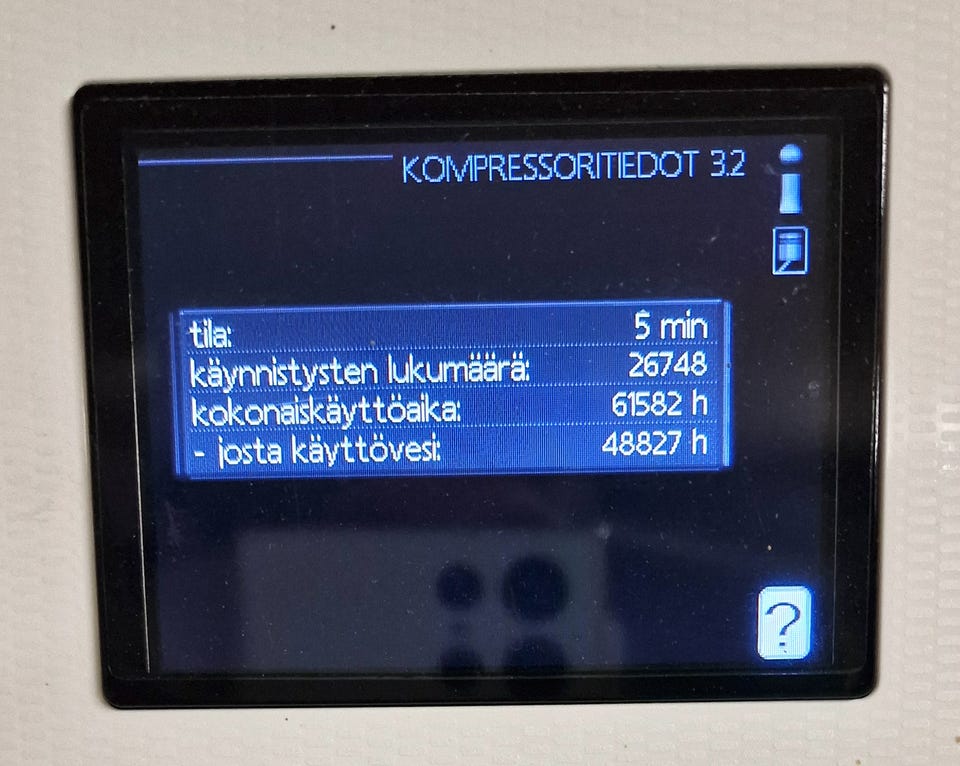 KOMPRESSORITIEDOT 3.2
tila: 5 min
käynnistysten lukumäärä: 26748
kokonaiskäyttöaika: 61582 h
- josta käyttövesi: 48827 h
?